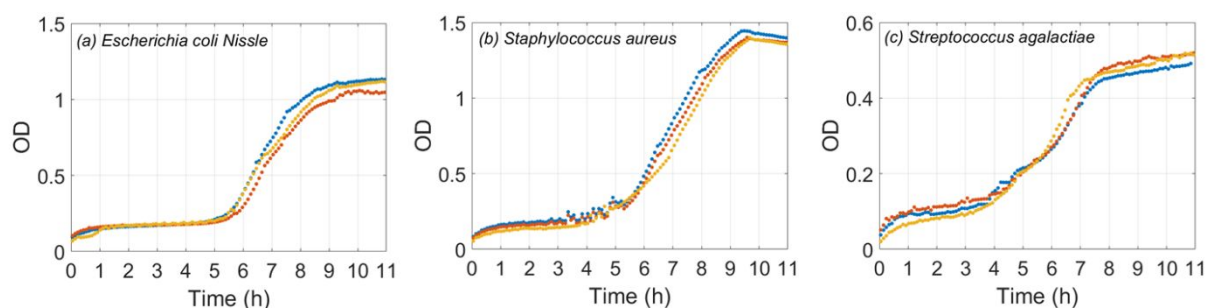 (a) Escherichia coli Nissle
1.5
1
0.5
0
OD
0 1 2 3 4 5 6 7 8 9 10 11
Time (h)
(b) Staphylococcus aureus
1.5
1
0.5
0
OD
0 1 2 3 4 5 6 7 8 9 10 11
Time (h)
(c) Streptococcus agalactiae
0.6
0.4
0.2
0
OD
0 1 2 3 4 5 6 7 8 9 10 11
Time (h)